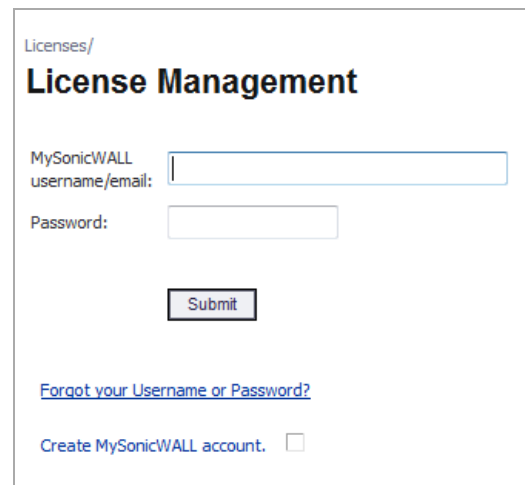 Licenses/
License Management
MySonicWALL
username/email:
Password:
Submit
Forgot your Username or Password?
Create MySonicWALL account.